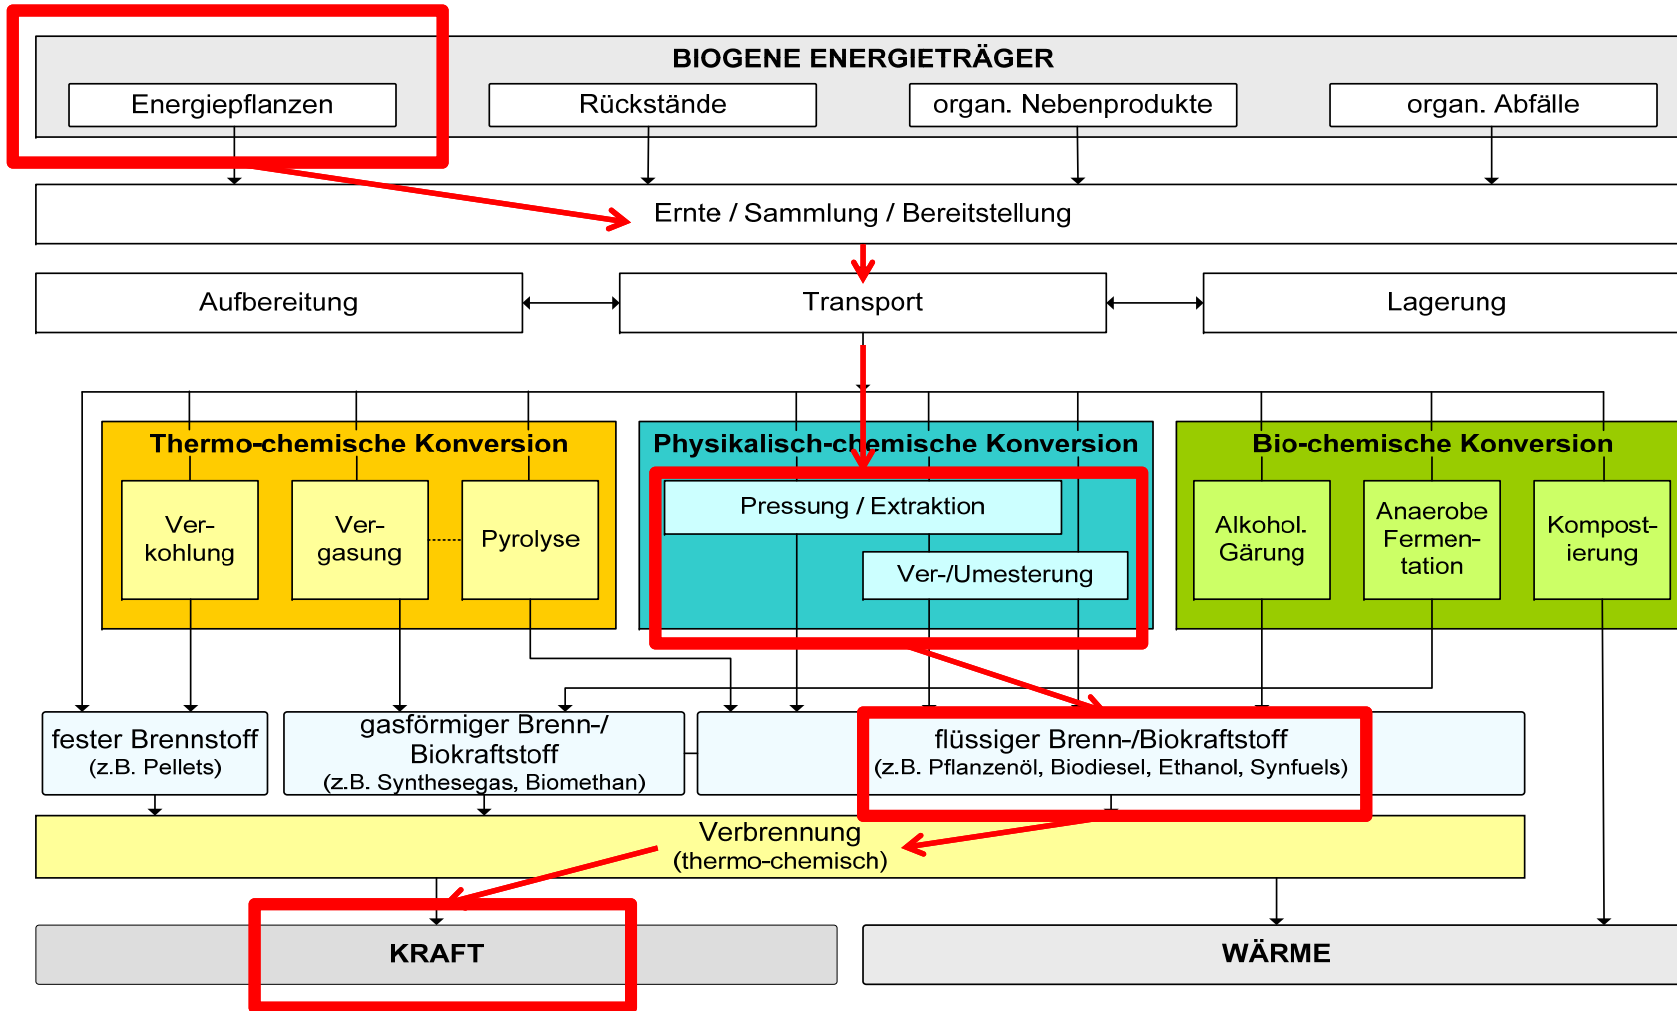 BIOGENE ENERGIETRÄGER
Energiepflanzen
Rückstände
organ. Nebenprodukte
organ. Abfälle
Ernte / Sammlung / Bereitstellung
Aufbereitung
Transport
Lagerung
Thermo-chemische Konversion
Ver-
kohlung
Ver-
gasung
Pyrolyse
Physikalisch-chemische Konversion
Pressung / Extraktion
Ver-/Umesterung
Bio-chemische Konversion
Alkohol.
Gärung
Anaerobe
Fermen-
tation
Kompost-
ierung
fester Brennstoff
(z.B. Pellets)
gasförmiger Brenn-/
Biokraftstoff
(z.B. Synthesegas, Biomethan)
flüssiger Brenn-/Biokraftstoff
(z.B. Pflanzenöl, Biodiesel, Ethanol, Synfuels)
Verbrennung
(thermo-chemisch)
KRAFT
WÄRME